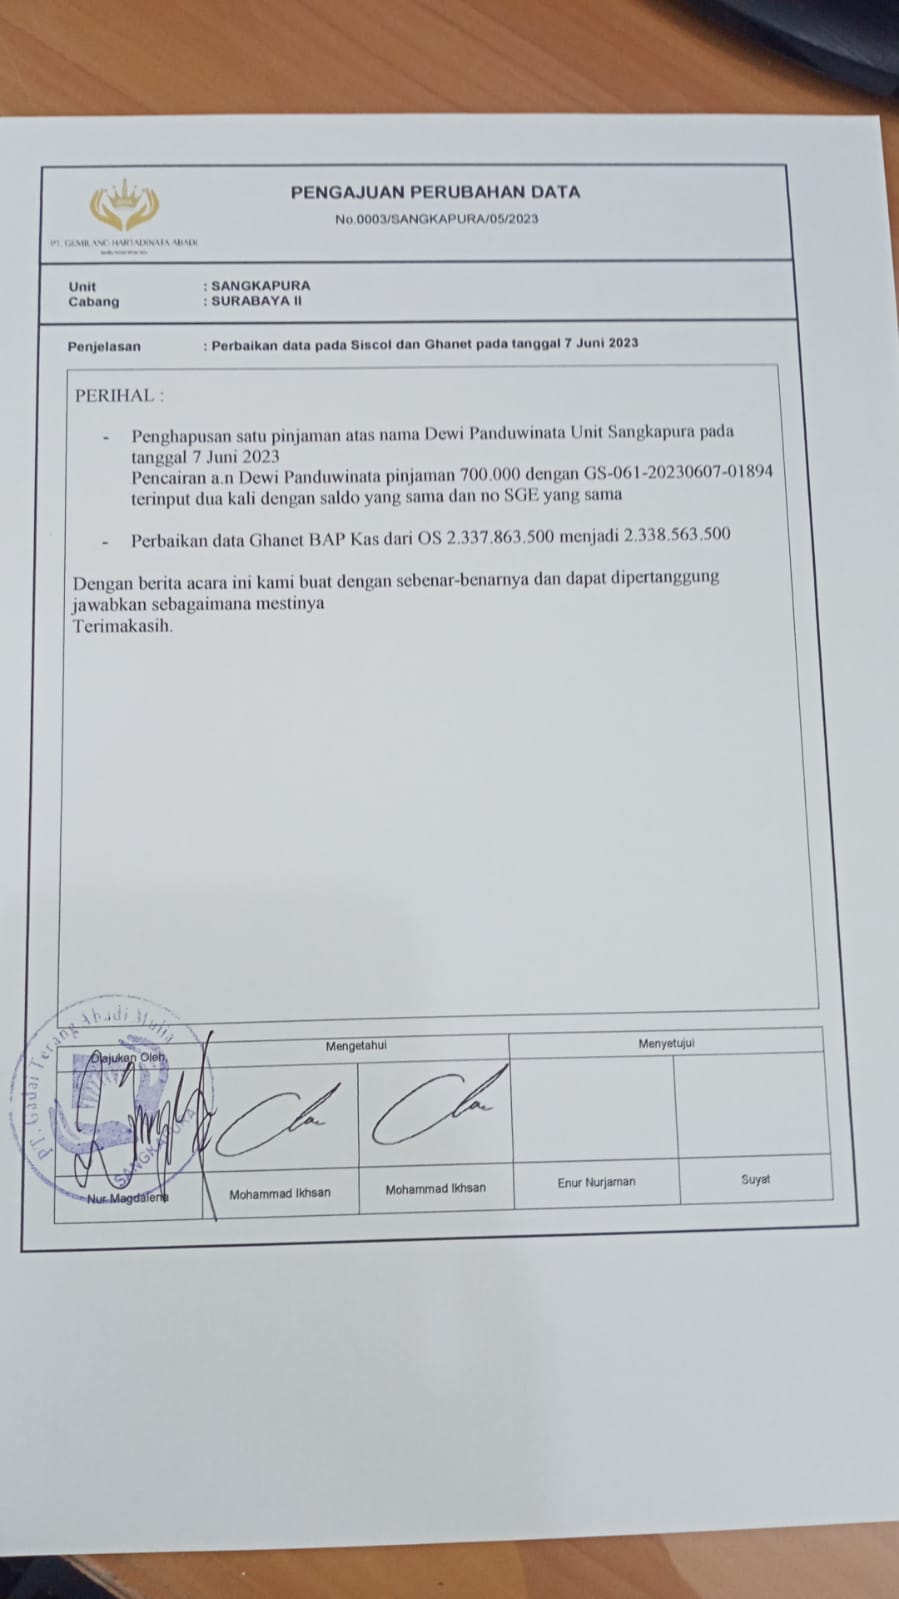 PENGAJUAN PERUBAHAN DATA
No.0003/SANGKAPURA/05/2023
PT. GEMILANG HARTADINATA ABADI
Unit : SANGKAPURA
Cabang : SURABAYA II
Penjelasan : Perbaikan data pada Siscol dan Ghanet pada tanggal 7 Juni 2023
PERIHAL :
- Penghapusan satu pinjaman atas nama Dewi Panduwinata Unit Sangkapura pada
tanggal 7 Juni 2023
Pencairan a.n Dewi Panduwinata pinjaman 700.000 dengan GS-061-20230607-01894
terinput dua kali dengan saldo yang sama dan no SGE yang sama
- Perbaikan data Ghanet BAP Kas dari OS 2.337.863.500 menjadi 2.338.563.500
Dengan berita acara ini kami buat dengan sebenar-benarnya dan dapat dipertanggung
jawabkan sebagaimana mestinya
Terimakasih.
PT. Gadai Terang Abadi Mulia
SANGKAPURA
Diajukan Oleh, Mengetahui Menyetujui
Nur Magdalena Mohammad Ikhsan Mohammad Ikhsan Enur Nurjaman Suyat